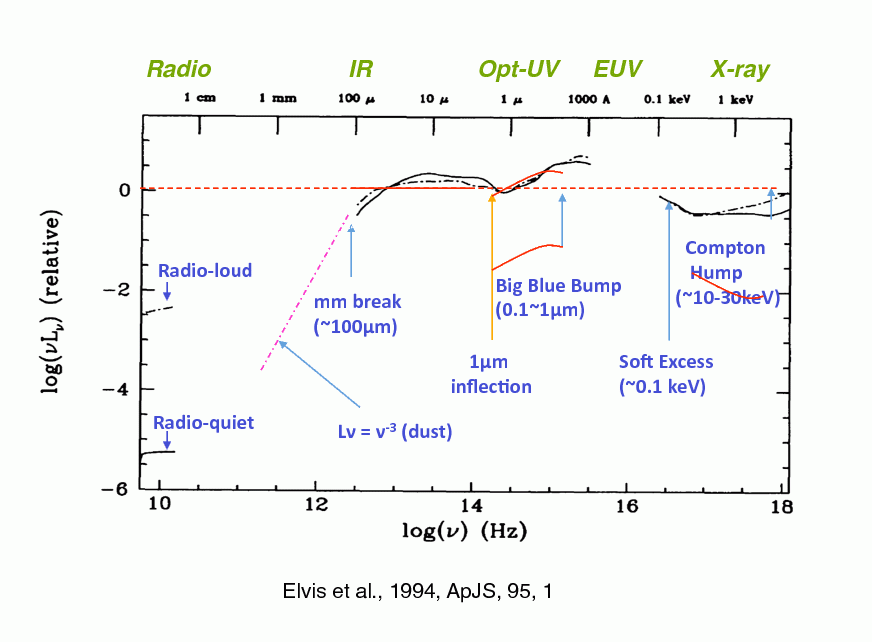 Radio IR Opt-UV EUV X-ray
1 cm 1 mm 100 μ 10 μ 1 μ 1000 A 0.1 keV 1 keV
0
−2
−4
−6
log(νLν) (relative)
Radio-loud
Radio-quiet
mm break
(~100μm)
Lν = ν-3 (dust)
1μm
inflection
Big Blue Bump
(0.1~1μm)
Soft Excess
(~0.1 keV)
Compton
Hump
(~10-30keV)
10 12 14 16 18
log(ν) (Hz)
Elvis et al., 1994, ApJS, 95, 1